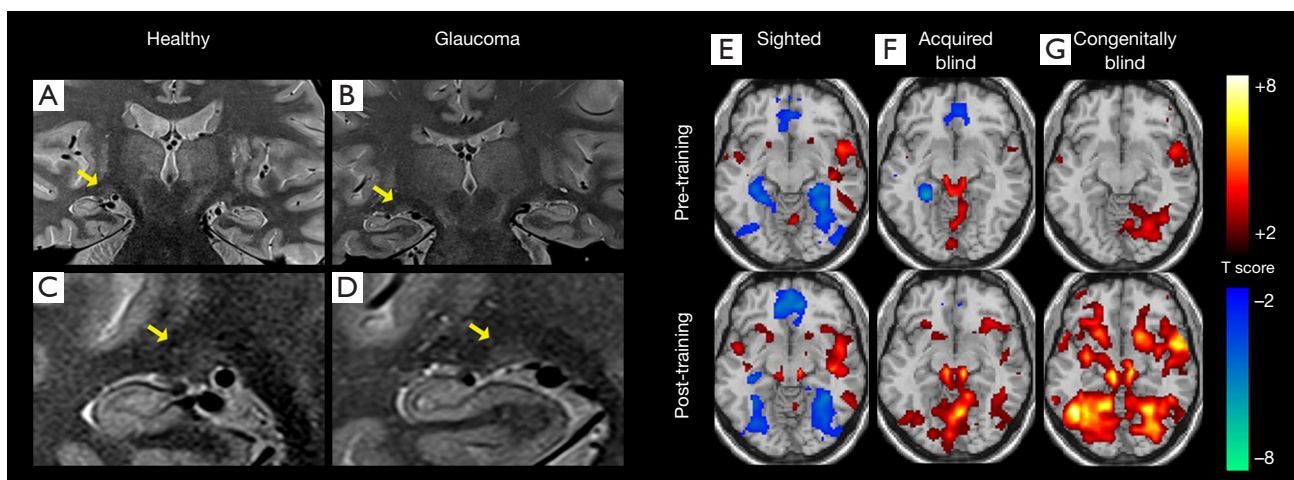 Healthy
Glaucoma
A
B
C
D
E
Sighted
F
Acquired
blind
G
Congenitally
blind
Pre-training
Post-training
+8
+2
T score
−2
−8